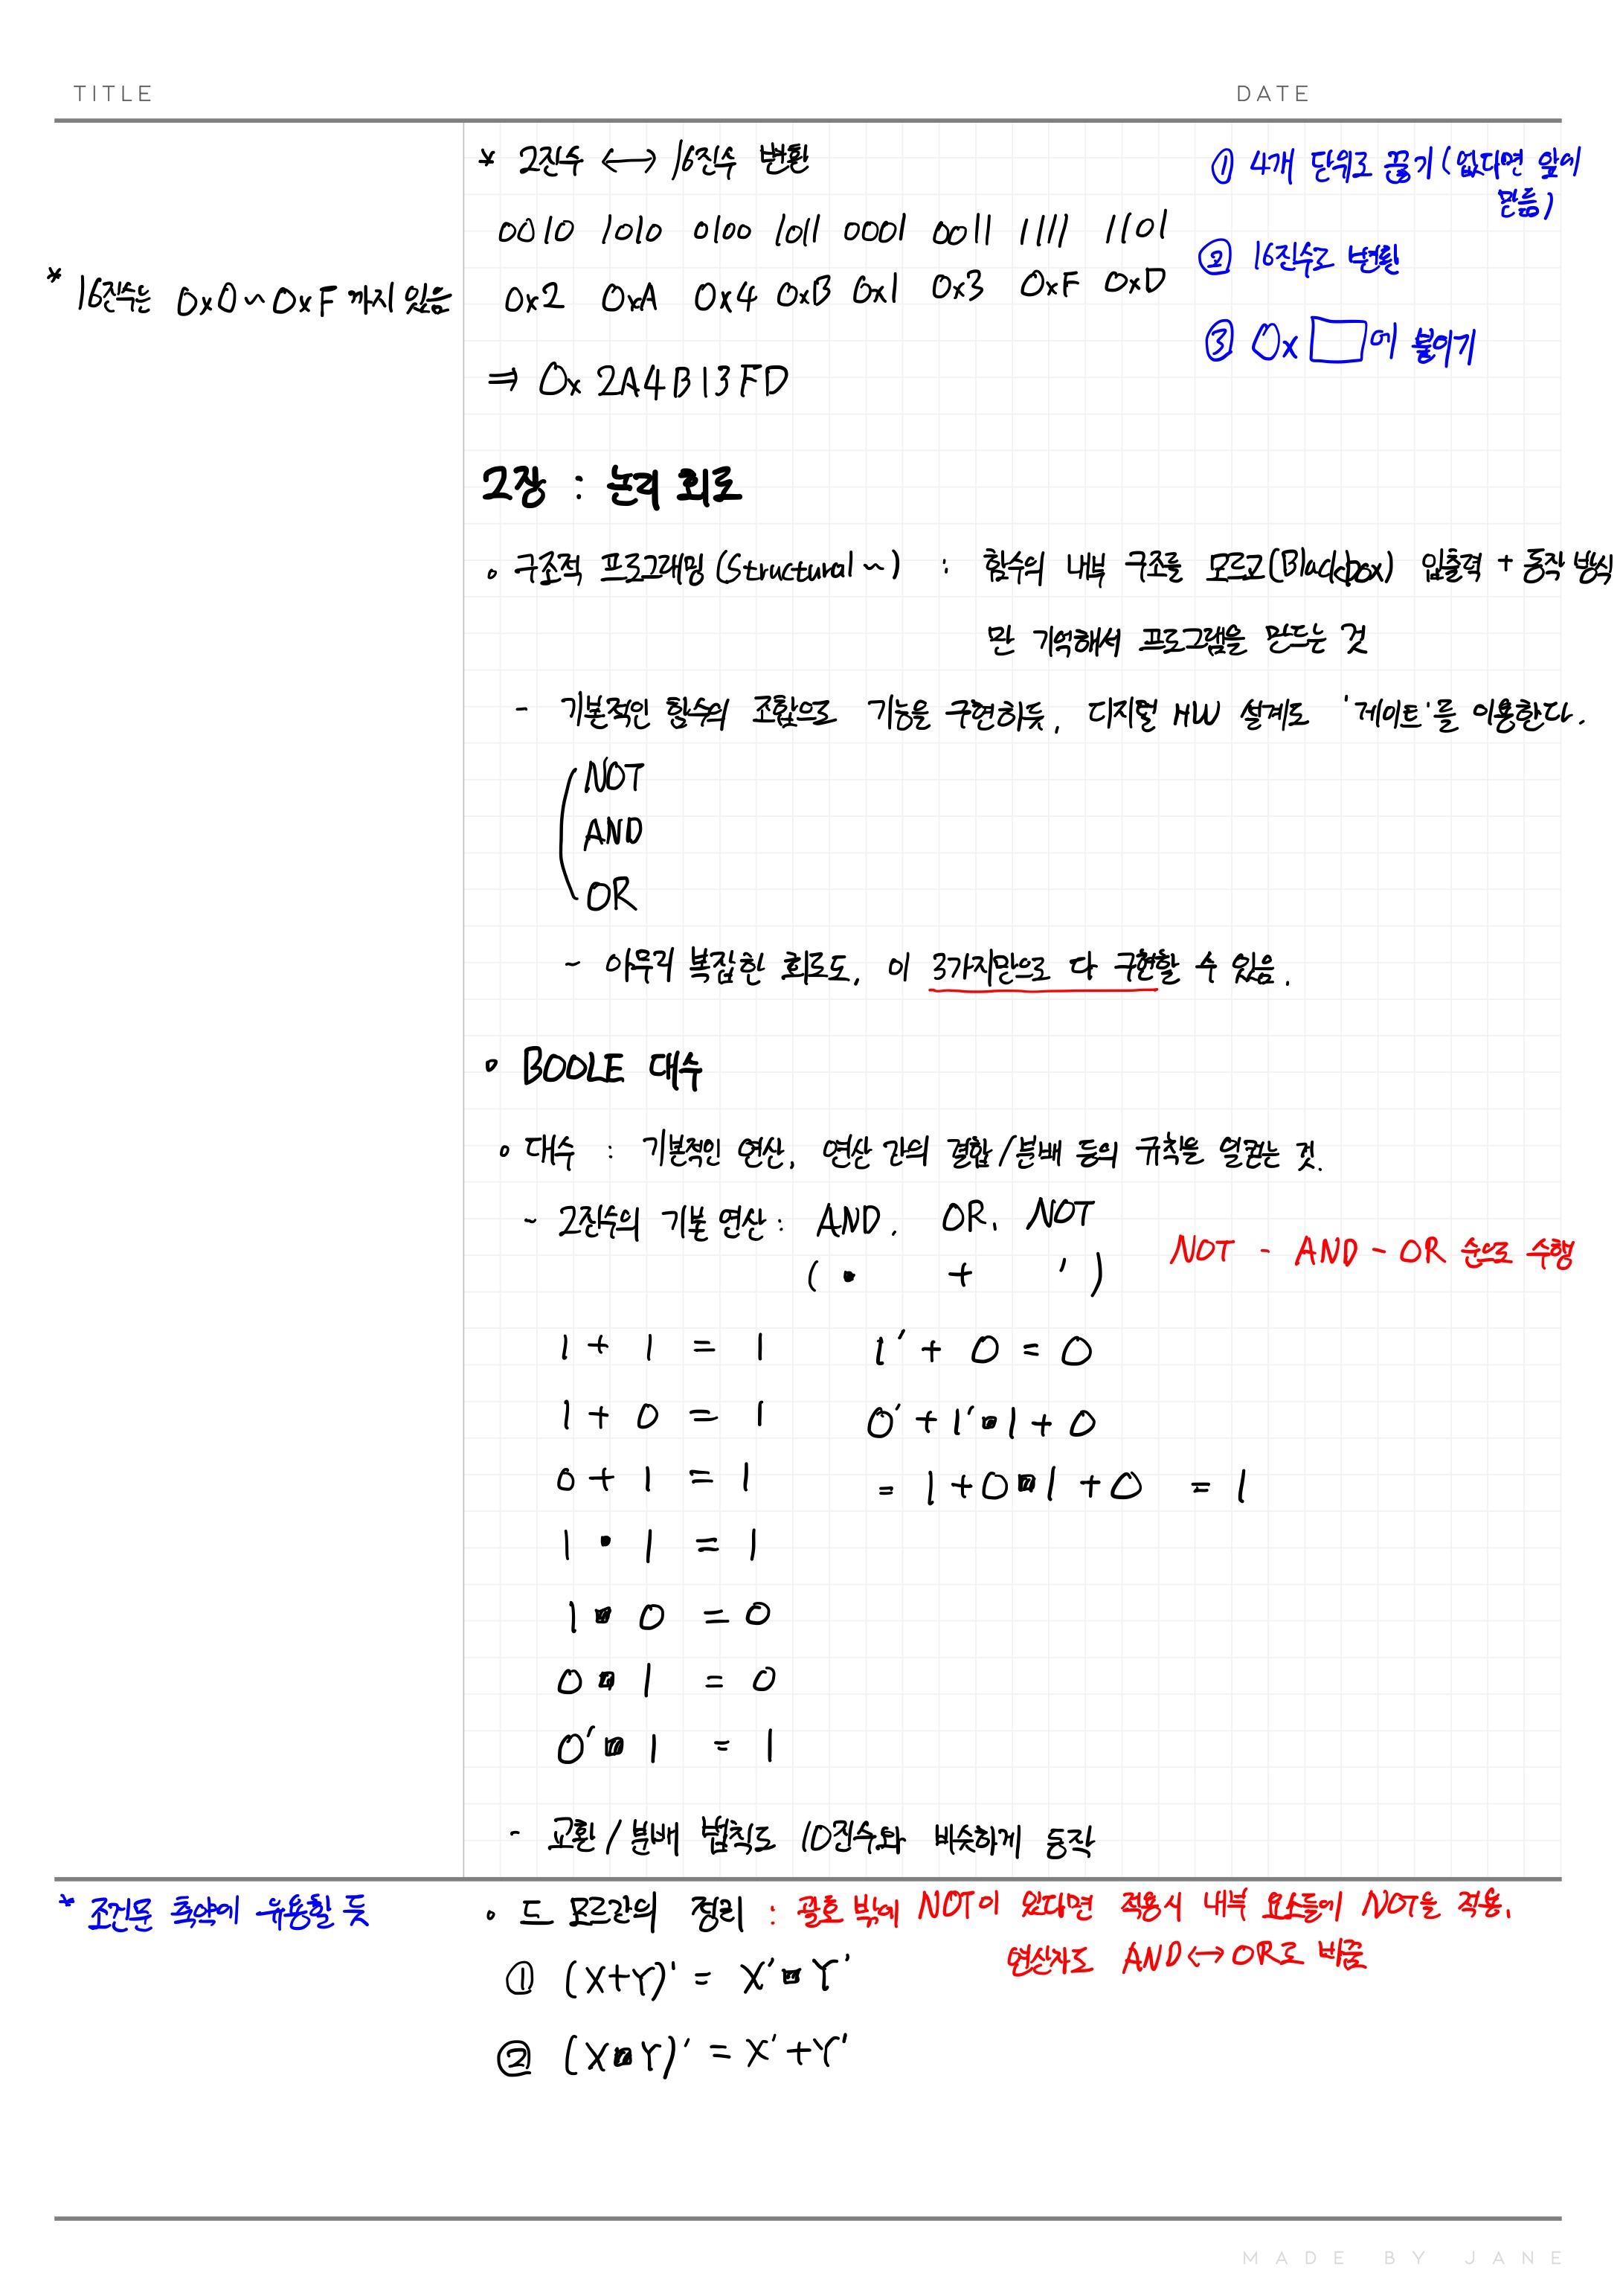 TITLE
DATE
* 2진수 ↔ 16진수 변환
① 4개 단위로 끊기 (없다면 앞에
만듬)
0010 1010 0100 1011 0001 0011 1111 1101
② 16진수로 변환
* 16진수는 0x0~0xF 까지 있음
0x2 0xA 0x4 0xB 0x1 0x3 0xF 0xD
③ 0x□에 붙이기
⇒ 0x 2A4B13FD
2장 : 논리 회로
◦ 구조적 프로그래밍 (Structural ~) : 함수의 내부 구조를 모르고(Blackbox) 입출력 + 동작 방식
만 기억해서 프로그램을 만드는 것
- 기본적인 함수의 조합으로 기능을 구현하듯, 디지털 HW 설계도 '게이트'를 이용한다.
NOT
AND
OR
~ 아무리 복잡한 회로도, 이 3가지만으로 다 구현할 수 있음.
◦ BOOLE 대수
◦ 대수 : 기본적인 연산, 연산 간의 결합/분배 등의 규칙을 일컫는 것.
~ 2진수의 기본 연산 : AND, OR, NOT
NOT - AND - OR 순으로 수행
( • + ' )
1 + 1 = 1
1' + 0 = 0
1 + 0 = 1
0' + 1' • 1 + 0
0 + 1 = 1
= 1 + 0 • 1 + 0 = 1
1 • 1 = 1
1 • 0 = 0
0 • 1 = 0
0' • 1 = 1
- 교환/분배 법칙도 10진수와 비슷하게 동작
* 조건문 축약에 유용할 듯
◦ 드 모르간의 정리 : 괄호 밖에 NOT이 있다면 적용시 내부 요소들에 NOT을 적용.
연산자도 AND↔OR로 바꿈
① (X+Y)' = X' • Y'
② (X • Y)' = X' + Y'
MADE BY JANE